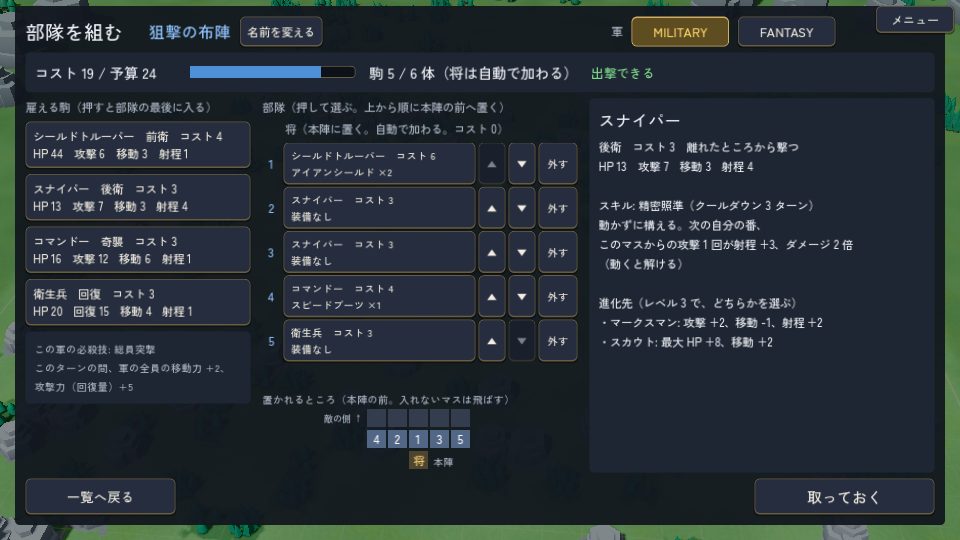 部隊を組む 狙撃の布陣 名前を変える 軍 MILITARY FANTASY メニュー
コスト 19 / 予算 24 駒 5 / 6 体（将は自動で加わる） 出撃できる
雇える駒（押すと部隊の最後に入る）
シールドトルーパー 前衛 コスト 4
HP 44 攻撃 6 移動 3 射程 1
スナイパー 後衛 コスト 3
HP 13 攻撃 7 移動 3 射程 4
コマンドー 奇襲 コスト 3
HP 16 攻撃 12 移動 6 射程 1
衛生兵 回復 コスト 3
HP 20 回復 15 移動 4 射程 1
この軍の必殺技: 総員突撃
このターンの間、軍の全員の移動力 +2、
攻撃力（回復量）+5
部隊（押して選ぶ。上から順に本陣の前へ置く）
将（本陣に置く。自動で加わる。コスト 0）
1 シールドトルーパー コスト 6
アイアンシールド ×2
▲ ▼ 外す
2 スナイパー コスト 3
装備なし
▲ ▼ 外す
3 スナイパー コスト 3
装備なし
▲ ▼ 外す
4 コマンドー コスト 4
スピードブーツ ×1
▲ ▼ 外す
5 衛生兵 コスト 3
装備なし
▲ ▼ 外す
置かれるところ（本陣の前。入れないマスは飛ばす）
敵の側 ↑
4 2 1 3 5
将 本陣
スナイパー
後衛 コスト 3 離れたところから撃つ
HP 13 攻撃 7 移動 3 射程 4
スキル: 精密照準（クールダウン 3 ターン）
動かずに構える。次の自分の番、
このマスからの攻撃 1 回が射程 +3、ダメージ 2 倍
（動くと解ける）
進化先（レベル 3 で、どちらかを選ぶ）
・マークスマン: 攻撃 +2、移動 -1、射程 +2
・スカウト: 最大 HP +8、移動 +2
一覧へ戻る 取っておく